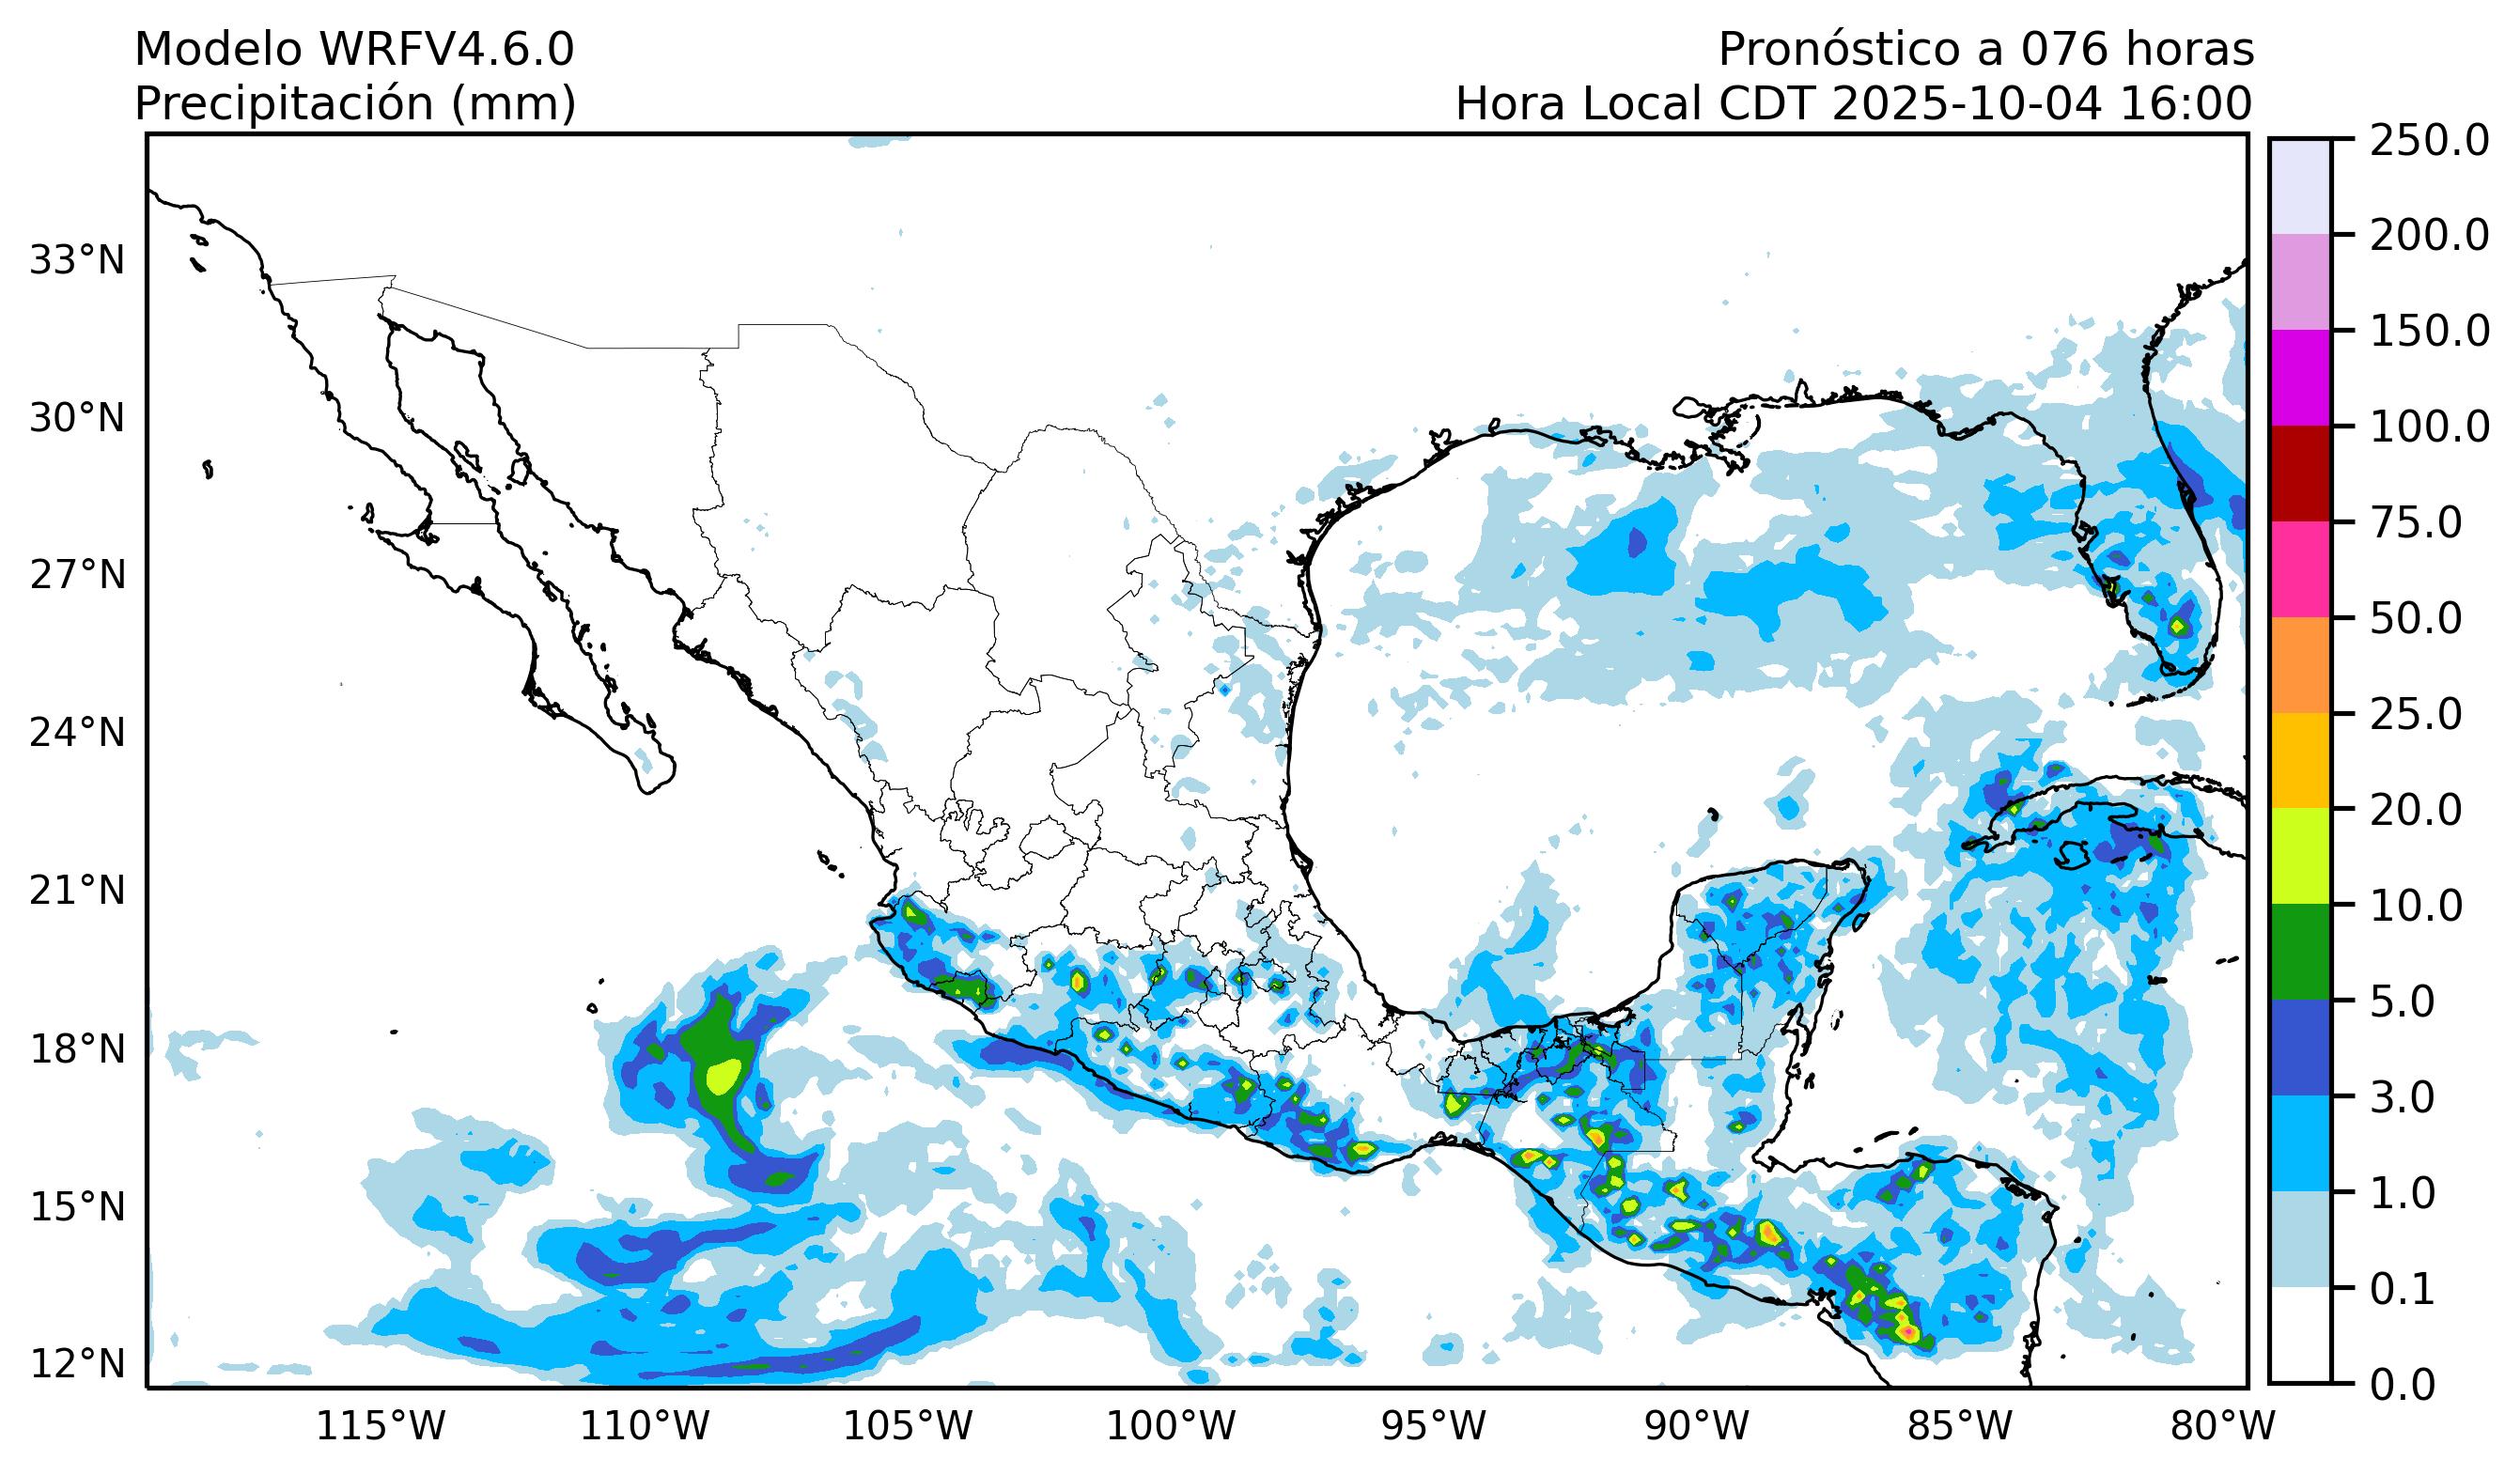 Modelo WRFV4.6.0
Precipitación (mm)
Pronóstico a 076 horas
Hora Local CDT 2025-10-04 16:00
33°N
30°N
27°N
24°N
21°N
18°N
15°N
12°N
115°W
110°W
105°W
100°W
95°W
90°W
85°W
80°W
250.0
200.0
150.0
100.0
75.0
50.0
25.0
20.0
10.0
5.0
3.0
1.0
0.1
0.0